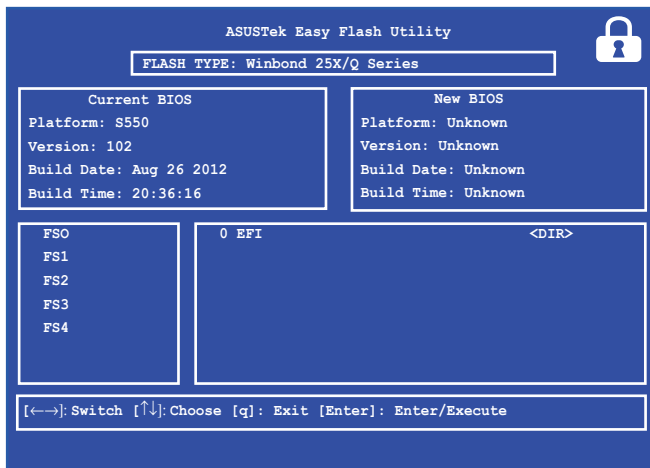 ASUSTek Easy Flash Utility
FLASH TYPE: Winbond 25X/Q Series
Current BIOS
Platform: S550
Version: 102
Build Date: Aug 26 2012
Build Time: 20:36:16
New BIOS
Platform: Unknown
Version: Unknown
Build Date: Unknown
Build Time: Unknown
FSO
FS1
FS2
FS3
FS4
0 EFI <DIR>
[←→]: Switch [↑↓]: Choose [q]: Exit [Enter]: Enter/Execute